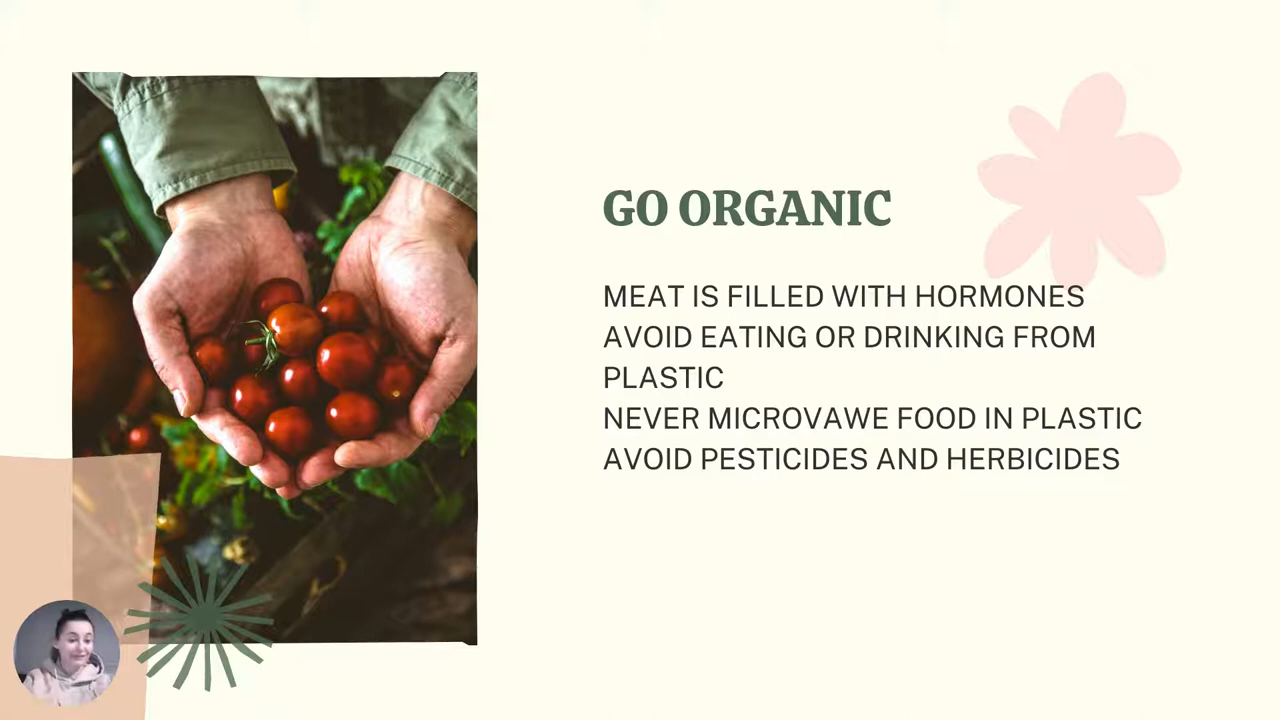 GO ORGANIC
MEAT IS FILLED WITH HORMONES
AVOID EATING OR DRINKING FROM
PLASTIC
NEVER MICROVAWE FOOD IN PLASTIC
AVOID PESTICIDES AND HERBICIDES